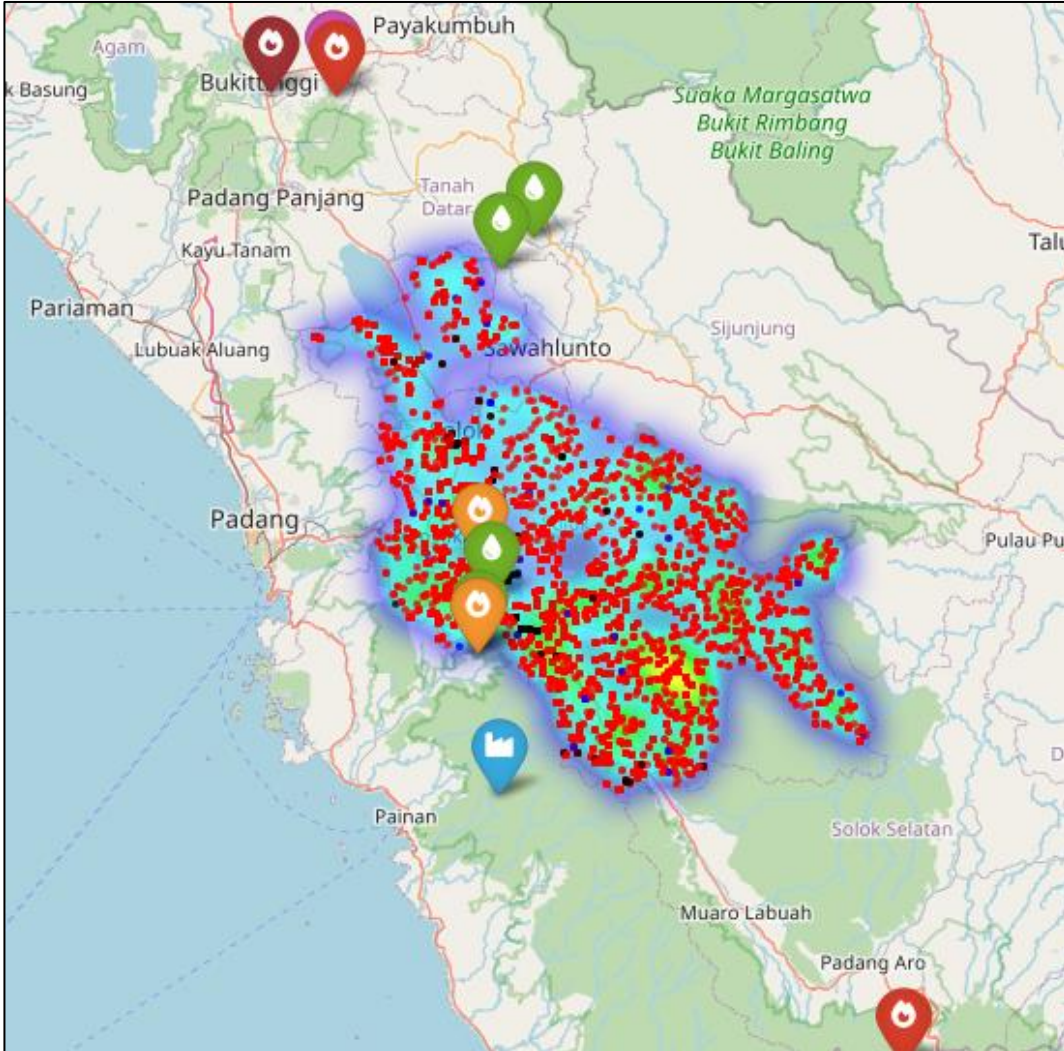 Payakumbuh
Agam
Bukittinggi
k Basung
Suaka Margasatwa
Bukit Rimbang
Bukit Baling
Tanah
Datar
Padang Panjang
Kayu Tanam
Talu
Pariaman
Sijunjung
Lubuak Aluang
Sawahlunto
Padang
Pulau Pu
Painan
Solok Selatan
Muaro Labuah
Padang Aro